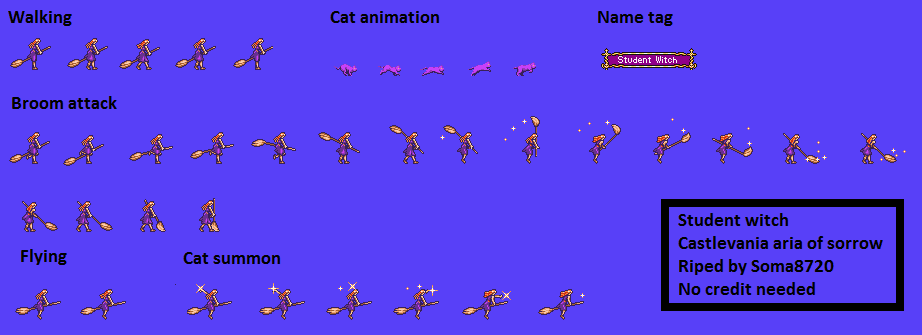 Walking
Cat animation
Name tag
Student Witch
Broom attack
Student witch
Castlevania aria of sorrow
Riped by Soma8720
No credit needed
Flying
Cat summon